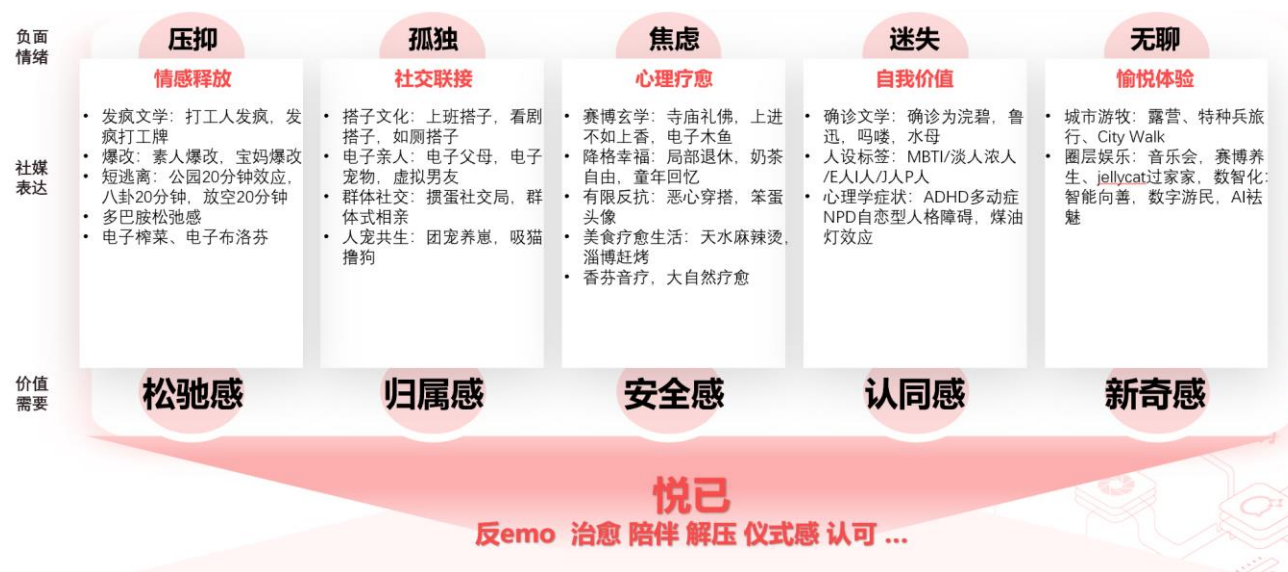 负面
情绪
压抑
孤独
焦虑
迷失
无聊
社媒
表达
情感释放
• 发疯文学：打工人发疯，发
疯打工牌
• 爆改：素人爆改，宝妈爆改
• 短逃离：公园20分钟效应，
八卦20分钟，放空20分钟
• 多巴胺松弛感
• 电子榨菜、电子布洛芬
社交联接
• 搭子文化：上班搭子，看剧
搭子，如厕搭子
• 电子亲人：电子父母，电子
宠物，虚拟男友
• 群体社交：掼蛋社交局，群
体式相亲
• 人宠共生：团宠养崽，吸猫
撸狗
心理疗愈
• 赛博玄学：寺庙礼佛，上进
不如上香，电子木鱼
• 降格幸福：局部退休，奶茶
自由，童年回忆
• 有限反抗：恶心穿搭，笨蛋
头像
• 美食疗愈生活：天水麻辣烫，
淄博赶烤
• 香芬音疗，大自然疗愈
自我价值
• 确诊文学：确诊为浣碧，鲁
迅，吗喽，水母
• 人设标签：MBTI/淡人浓人
/E人I人/J人P人
• 心理学症状：ADHD多动症
NPD自恋型人格障碍，煤油
灯效应
愉悦体验
• 城市游牧：露营、特种兵旅
行、City Walk
• 圈层娱乐：音乐会，赛博养
生、jellycat过家家，数智化：
智能向善，数字游民，AI祛
魅
价值
需要
松弛感
归属感
安全感
认同感
新奇感
悦已
反emo 治愈 陪伴 解压 仪式感 认可 ...